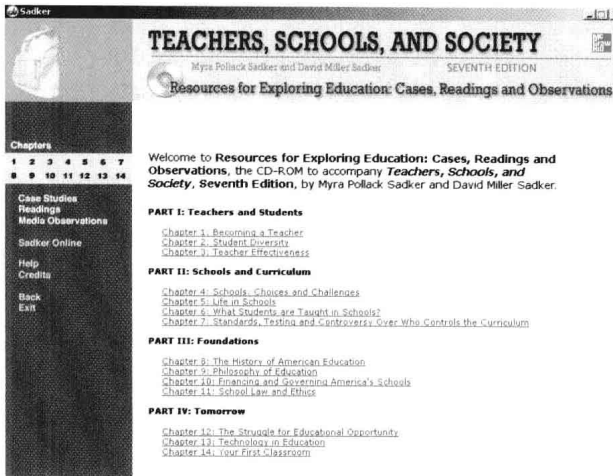 Sadker
TEACHERS, SCHOOLS, AND SOCIETY
Myra Pollack Sadker and David Miller Sadker SEVENTH EDITION
Resources for Exploring Education: Cases, Readings and Observations
Chapters
1 2 3 4 5 6 7
8 9 10 11 12 13 14
Case Studies
Readings
Media Observations
Sadker Online
Help
Credits
Back
Exit
Welcome to Resources for Exploring Education: Cases, Readings and
Observations, the CD-ROM to accompany Teachers, Schools, and
Society, Seventh Edition, by Myra Pollack Sadker and David Miller Sadker.
PART I: Teachers and Students
Chapter 1: Becoming a Teacher
Chapter 2: Student Diversity
Chapter 3: Teacher Effectiveness
PART II: Schools and Curriculum
Chapter 4: Schools: Choices and Challenges
Chapter 5: Life in Schools
Chapter 6: What Students are Taught in Schools?
Chapter 7: Standards, Testing and Controversy Over Who Controls the Curriculum
PART III: Foundations
Chapter 8: The History of American Education
Chapter 9: Philosophy of Education
Chapter 10: Financing and Governing America's Schools
Chapter 11: School Law and Ethics
PART IV: Tomorrow
Chapter 12: The Struggle for Educational Opportunity
Chapter 13: Technology in Education
Chapter 14: Your First Classroom